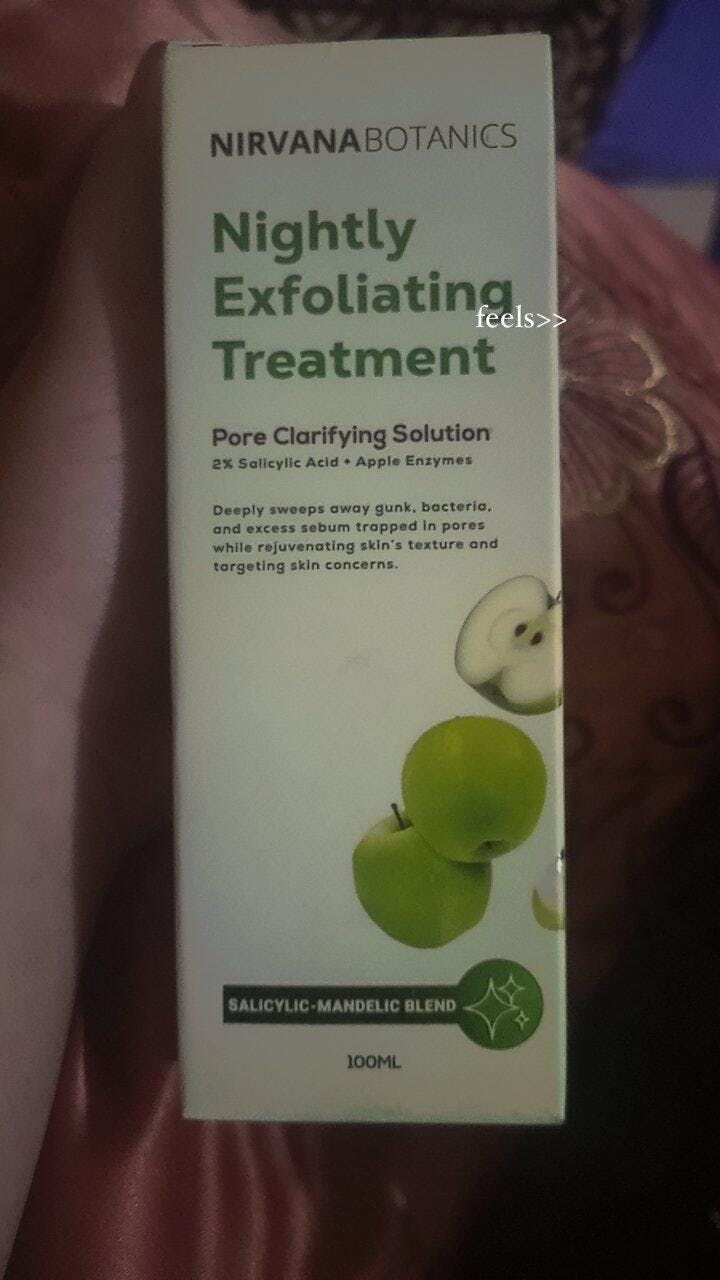 NIRVANABOTANICS
Nightly
Exfoliating
feels>>
Treatment
Pore Clarifying Solution
2% Salicylic Acid + Apple Enzymes
Deeply sweeps away gunk, bacteria,
and excess sebum trapped in pores
while rejuvenating skin's texture and
targeting skin concerns.
SALICYLIC-MANDELIC BLEND
100ML